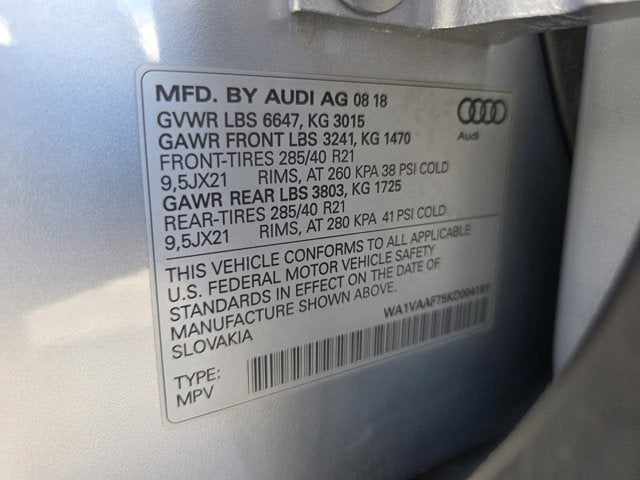 MFD. BY AUDI AG 08 18
GVWR LBS 6647, KG 3015
GAWR FRONT LBS 3241, KG 1470
FRONT-TIRES 285/40 R21
9,5JX21 RIMS, AT 260 KPA 38 PSI COLD
GAWR REAR LBS 3803, KG 1725
REAR-TIRES 285/40 R21
9,5JX21 RIMS, AT 280 KPA 41 PSI COLD
Audi
THIS VEHICLE CONFORMS TO ALL APPLICABLE
U.S. FEDERAL MOTOR VEHICLE SAFETY
STANDARDS IN EFFECT ON THE DATE OF
MANUFACTURE SHOWN ABOVE.
SLOVAKIA
WA1VAAF75KD004161
TYPE:
MPV